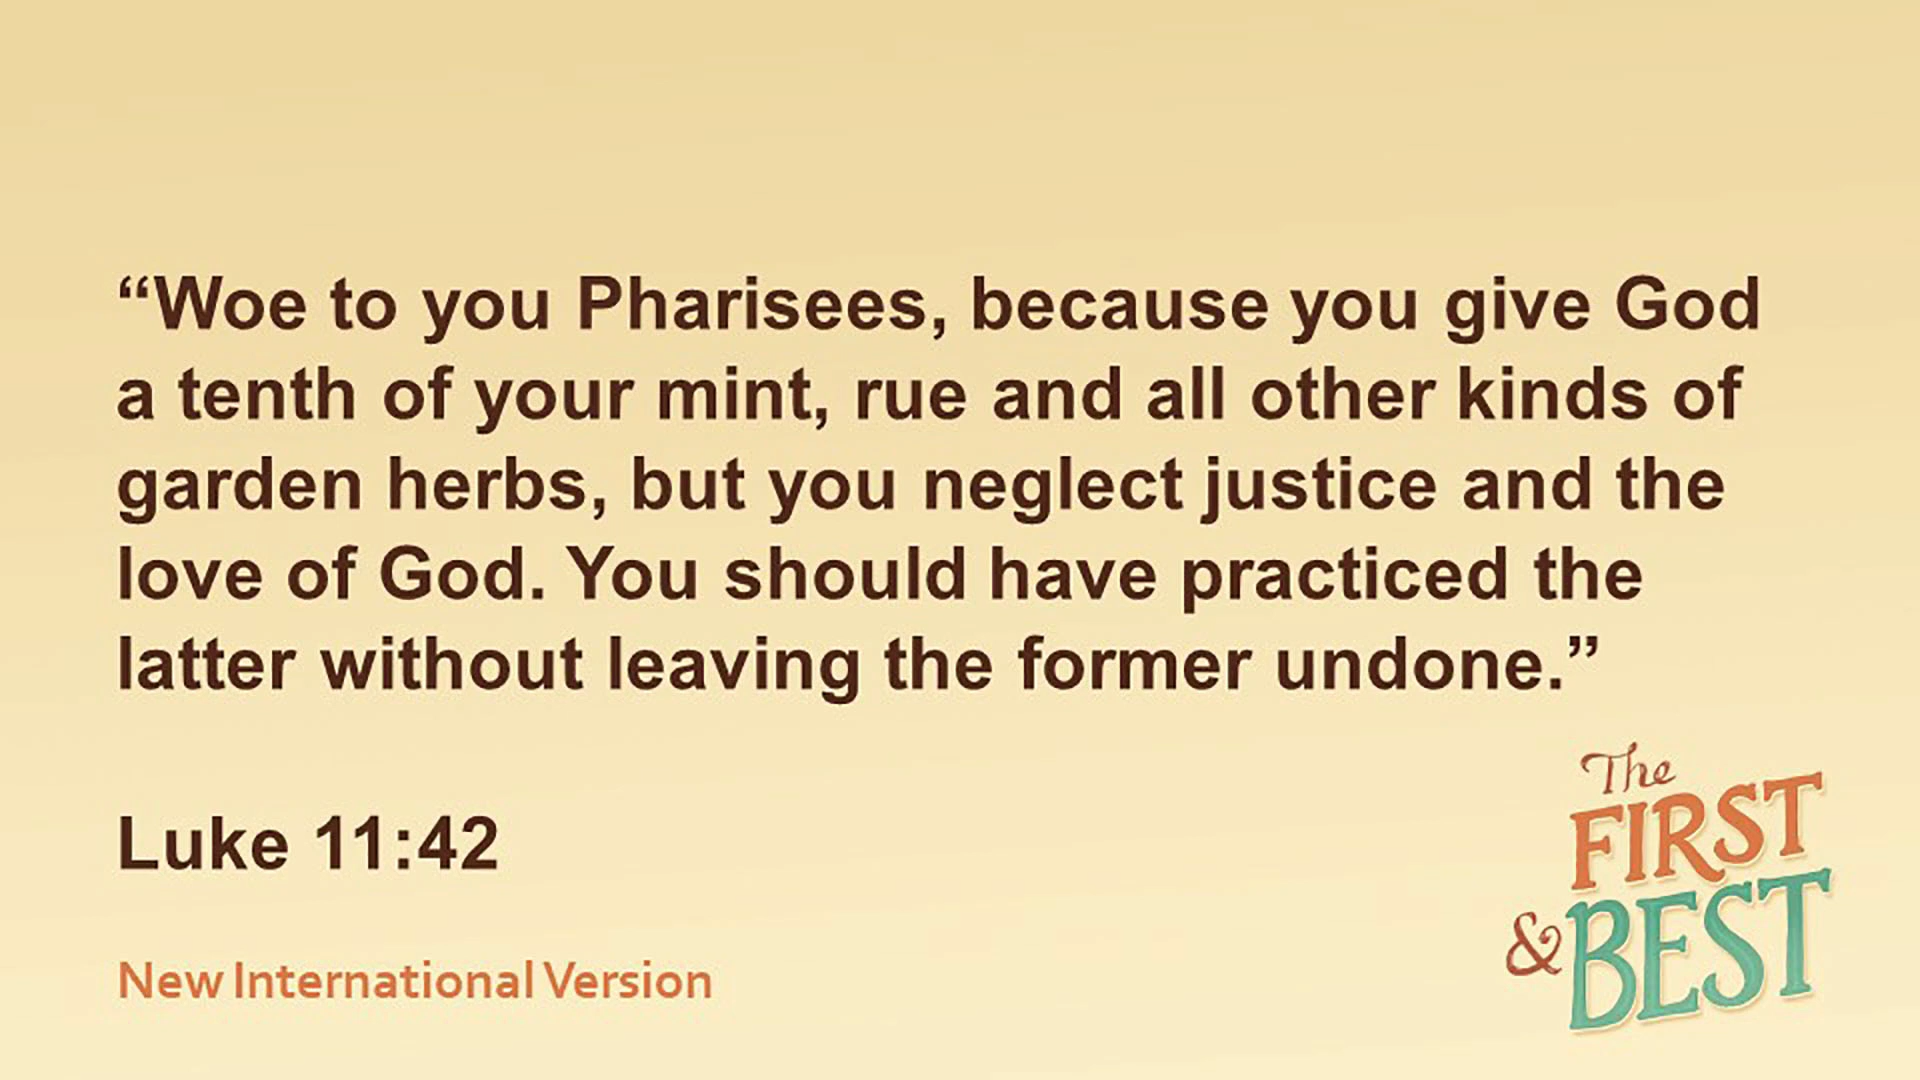 “Woe to you Pharisees, because you give God
a tenth of your mint, rue and all other kinds of
garden herbs, but you neglect justice and the
love of God. You should have practiced the
latter without leaving the former undone.”
Luke 11:42
New International Version
The
FIRST
& BEST